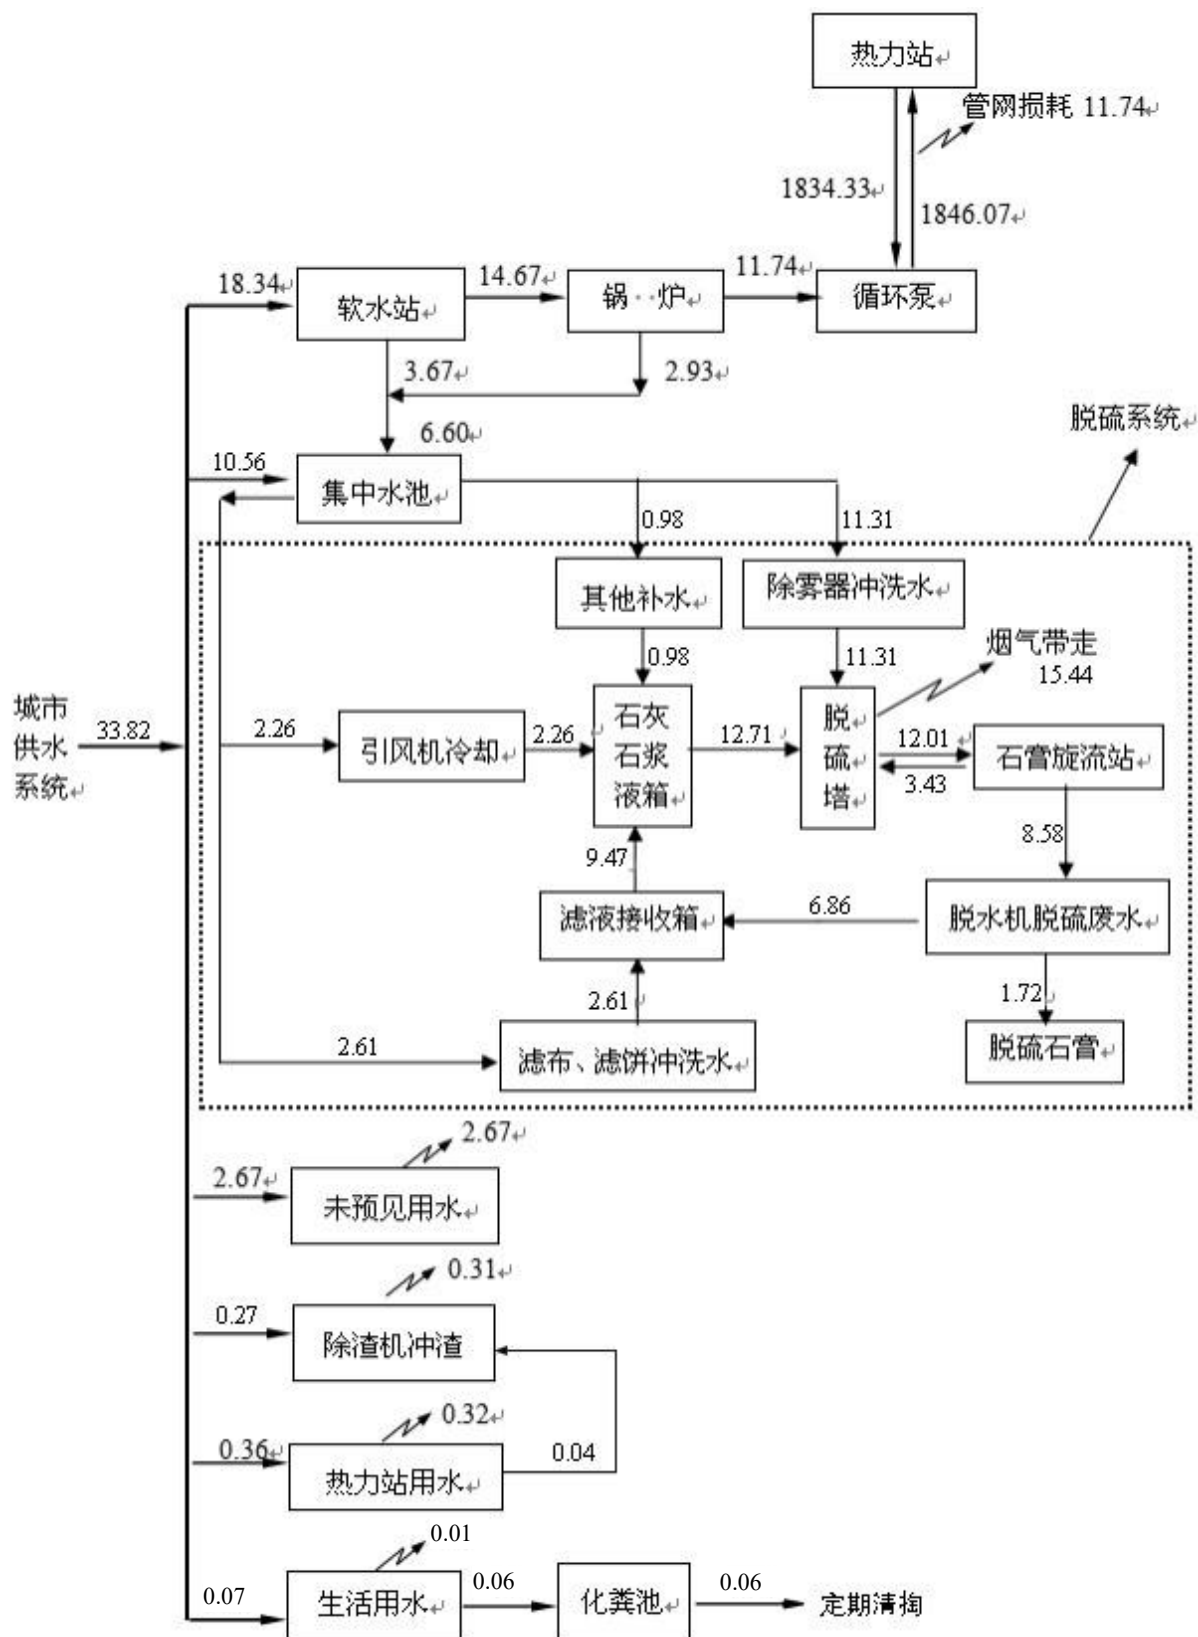 热力站
管网损耗 11.74
1834.33
1846.07
18.34
14.67
11.74
软水站
锅··炉
循环泵
3.67
2.93
6.60
脱硫系统
10.56
集中水池
0.98
11.31
其他补水
除雾器冲洗水
0.98
11.31
烟气带走
15.44
城市
供水
系统
33.82
2.26
引风机冷却
2.26
石灰
石浆
液箱
12.71
脱
硫
塔
12.01
3.43
石膏旋流站
9.47
8.58
滤液接收箱
6.86
脱水机脱硫废水
2.61
1.72
2.61
滤布、滤饼冲洗水
脱硫石膏
2.67
2.67
未预见用水
0.31
0.27
除渣机冲渣
0.32
0.36
热力站用水
0.04
0.01
0.07
生活用水
0.06
化粪池
0.06
定期清掏